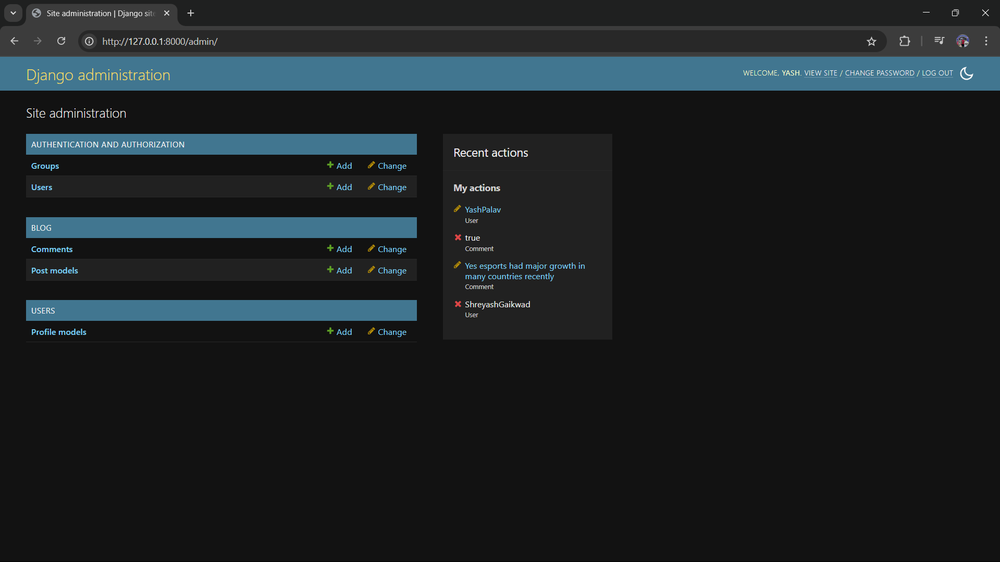 Site administration | Django site
http://127.0.0.1:8000/admin/
Django administration
WELCOME, YASH. VIEW SITE / CHANGE PASSWORD / LOG OUT
Site administration
AUTHENTICATION AND AUTHORIZATION
Groups Add Change
Users Add Change
BLOG
Comments Add Change
Post models Add Change
USERS
Profile models Add Change
Recent actions
My actions
YashPalav
User
true
Comment
Yes esports had major growth in
many countries recently
Comment
ShreyashGaikwad
User